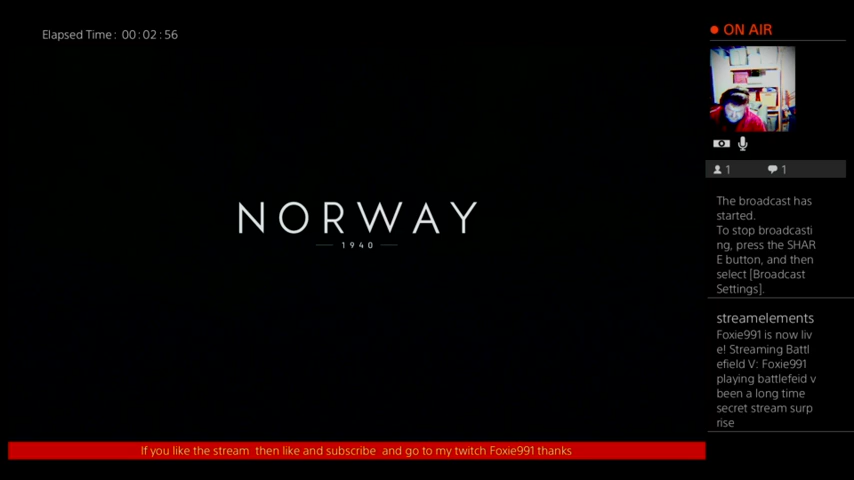 Elapsed Time: 00:02:56
ON AIR
NORWAY
1940
1
1
The broadcast has
started.
To stop broadcasti
ng, press the SHAR
E button, and then
select [Broadcast
Settings].
streamelements
Foxie991 is now liv
e! Streaming Battl
efield V: Foxie991
playing battlefeid v
been a long time
secret stream surp
rise
If you like the stream then like and subscribe and go to my twitch Foxie991 thanks